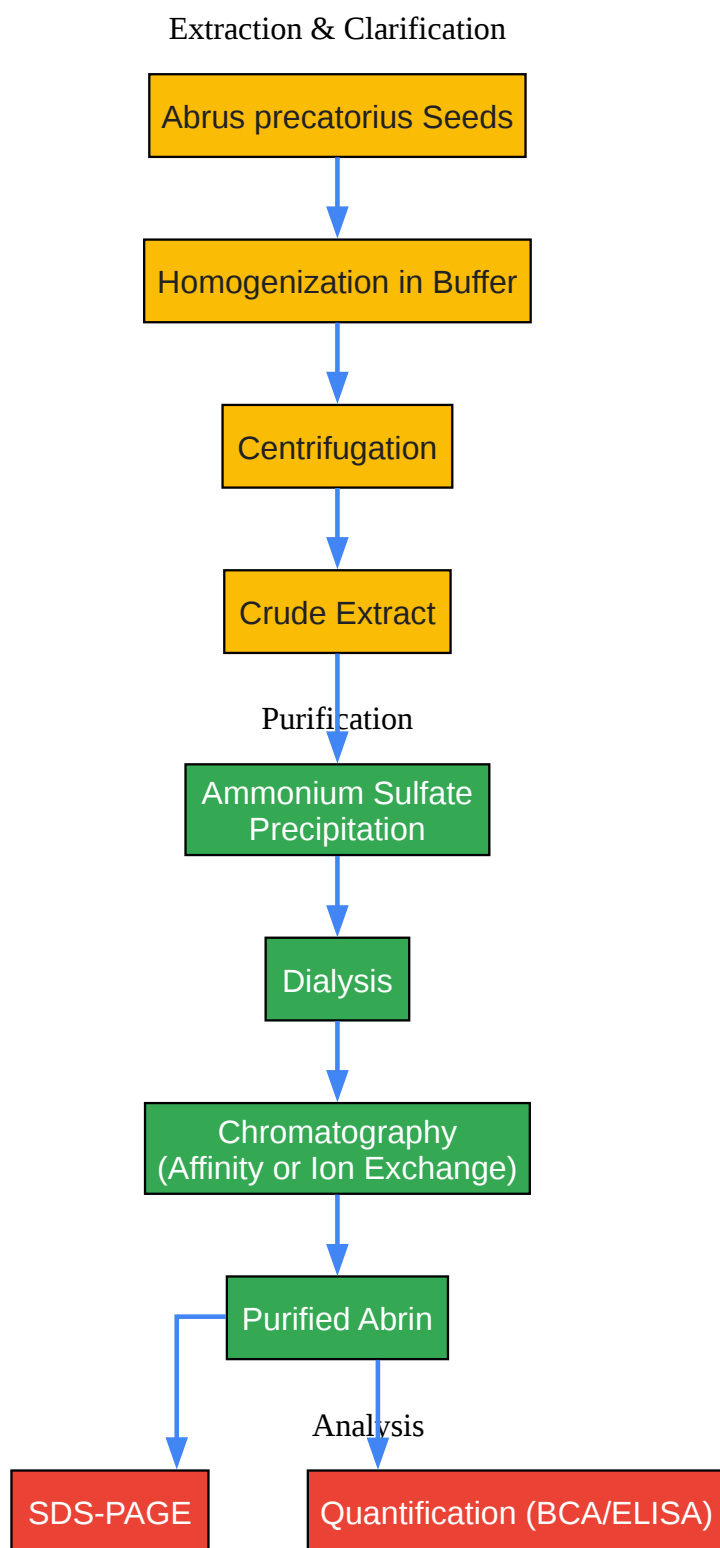 Extraction & Clarification
Abrus precatorius Seeds
Homogenization in Buffer
Centrifugation
Crude Extract
Purification
Ammonium Sulfate
Precipitation
Dialysis
Chromatography
(Affinity or Ion Exchange)
Purified Abrin
Analysis
SDS-PAGE
Quantification (BCA/ELISA)